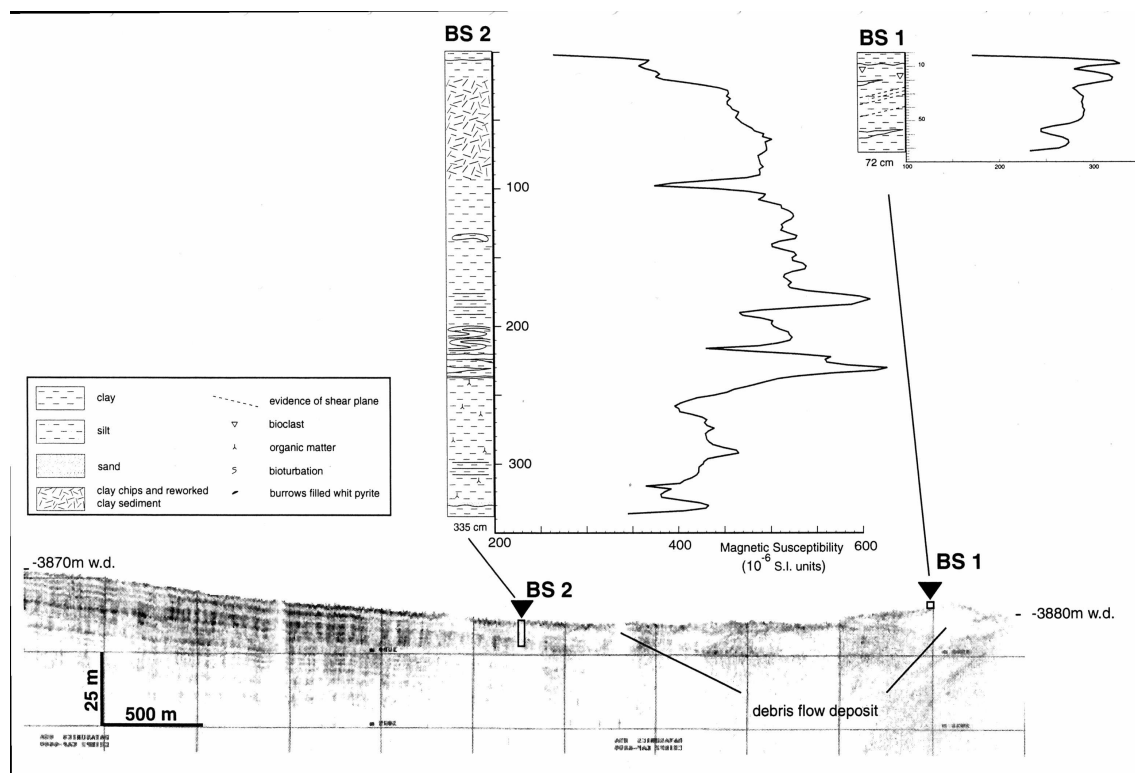 BS 2
BS 1
10
50
72 cm
100
200
300
100
200
300
335 cm
200
400
600
Magnetic Susceptibility
(10-6 S.I. units)
clay
silt
sand
clay chips and reworked
clay sediment
evidence of shear plane
bioclast
organic matter
bioturbation
burrows filled whit pyrite
-3870m w.d.
BS 2
BS 1
-3880m w.d.
25 m
500 m
debris flow deposit